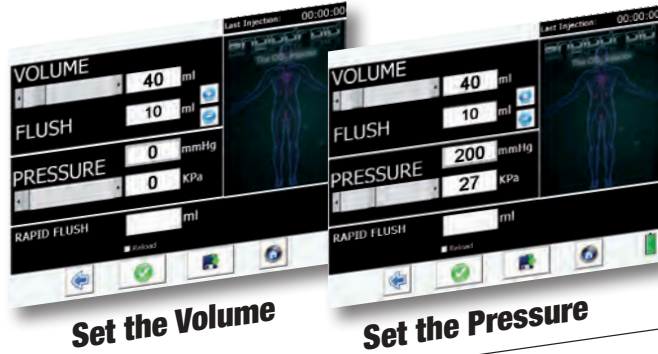 Last Injection: 00:00:00
VOLUME
40 ml
10 ml
FLUSH
0 mmHg
PRESSURE
0 KPa
RAPID FLUSH
ml
Reload
Set the Volume
Last Injection: 00:00:00
VOLUME
40 ml
10 ml
FLUSH
200 mmHg
PRESSURE
27 KPa
RAPID FLUSH
ml
Reload
Set the Pressure